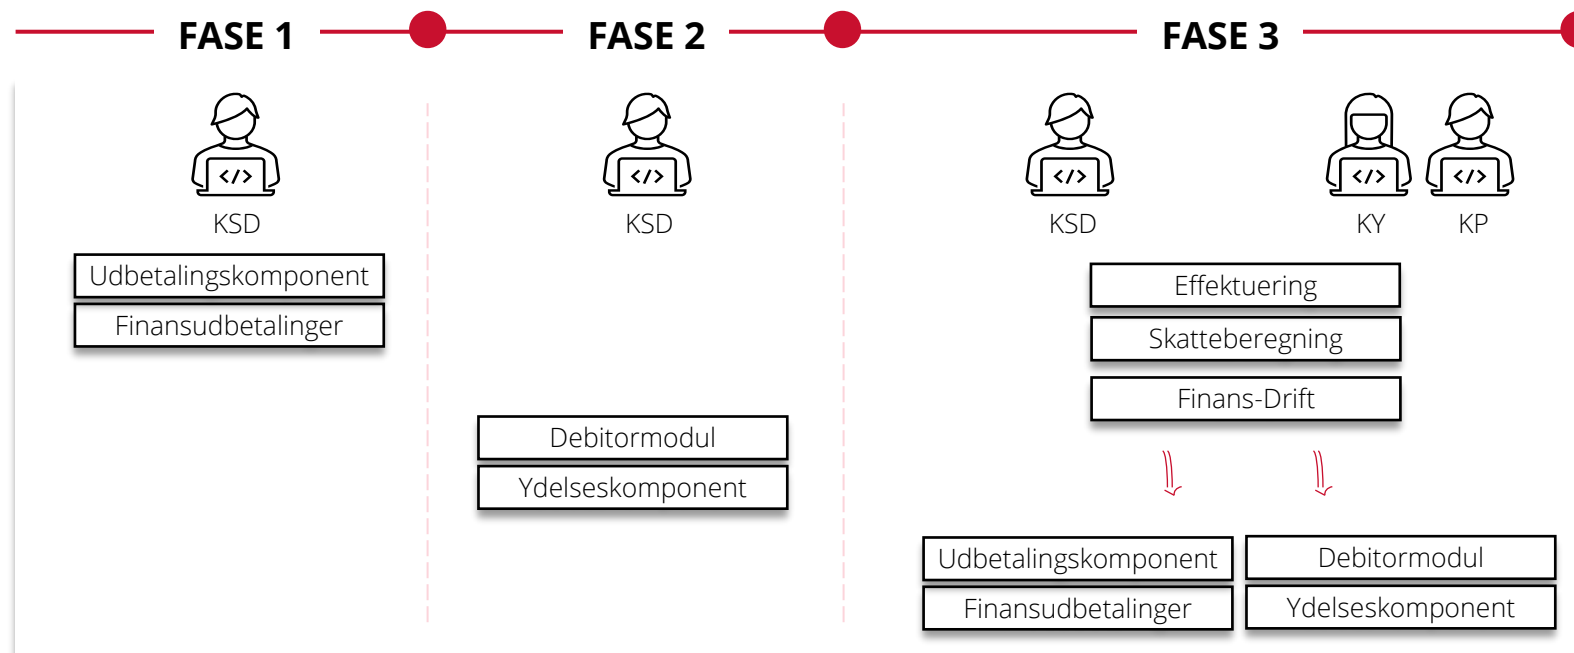 FASE 1
FASE 2
FASE 3
</>
KSD
Udbetalingskomponent
Finansudbetalinger
</>
KSD
Debitormodul
Ydelseskomponent
</>
</>
</>
KSD
KY
KP
Effektuering
Skatteberegning
Finans-Drift
Udbetalingskomponent
Debitormodul
Finansudbetalinger
Ydelseskomponent